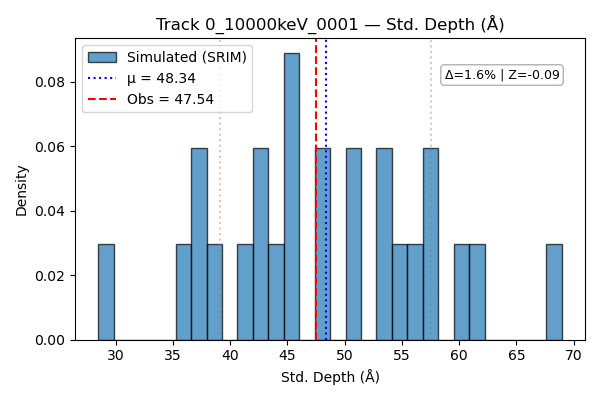 Track 0_10000keV_0001 — Std. Depth (Å)
Simulated (SRIM)
μ = 48.34
Obs = 47.54
Δ=1.6% | Z=-0.09
Density
0.08
0.06
0.04
0.02
0.00
30 35 40 45 50 55 60 65 70
Std. Depth (Å)